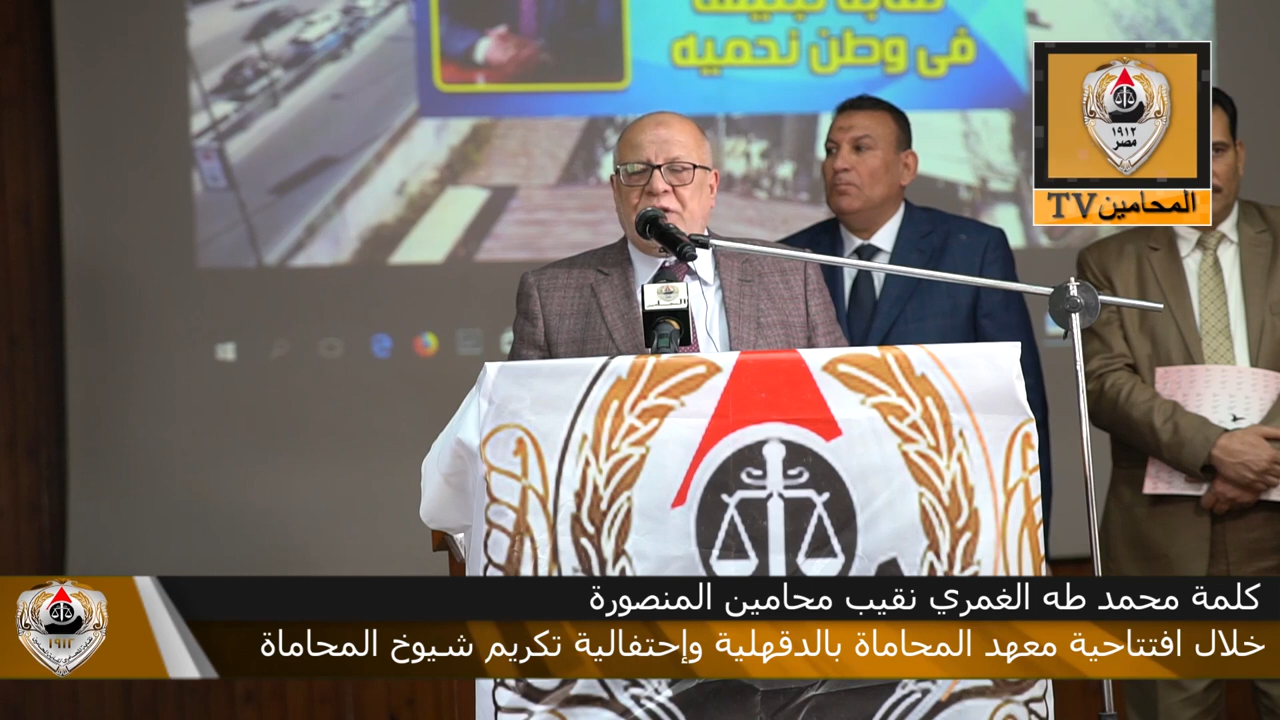 فى وطن نحميه
١٩١٢
مصر
المحامين TV
كلمة محمد طه الغمري نقيب محامين المنصورة
خلال افتتاحية معهد المحاماة بالدقهلية وإحتفالية تكريم شيوخ المحاماة